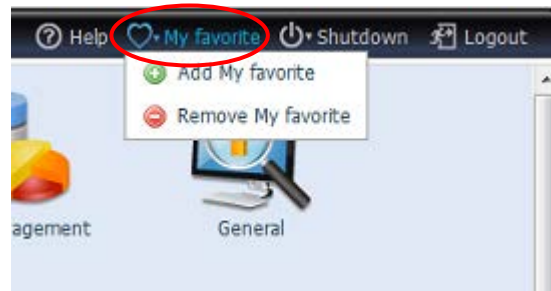 Help My favorite Shutdown Logout
Add My favorite
Remove My favorite
agement General